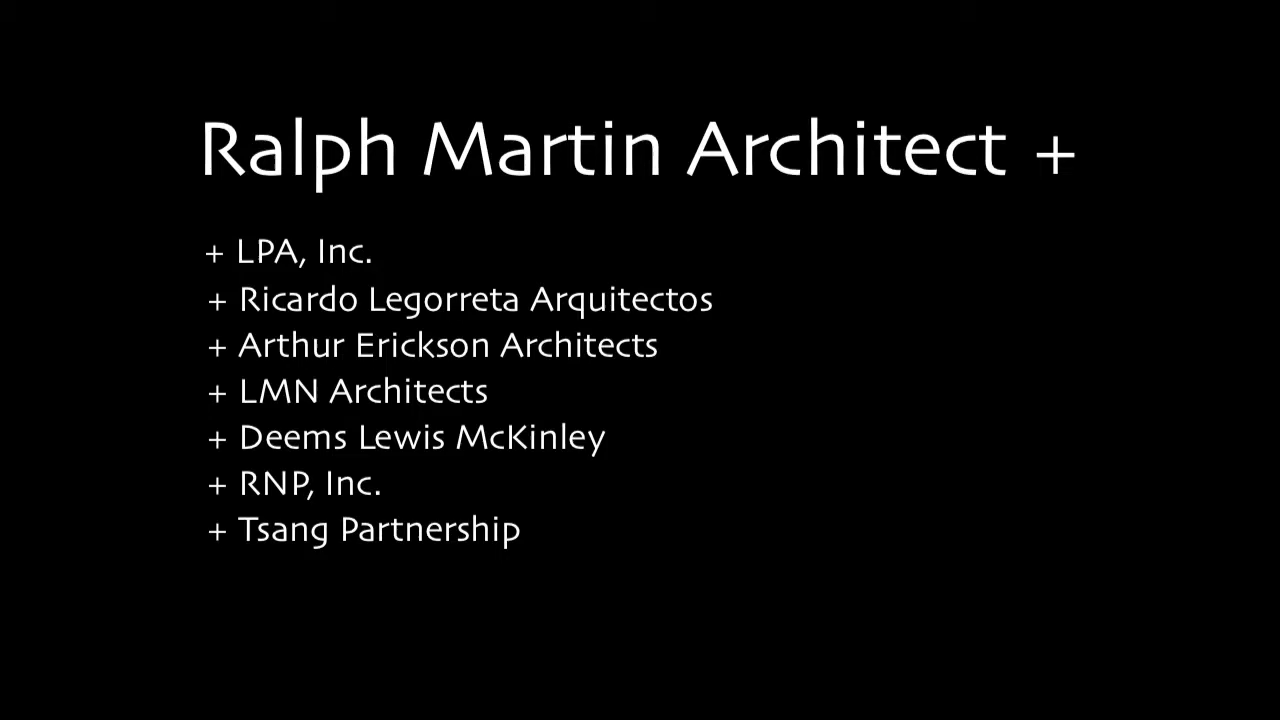 Ralph Martin Architect +
+ LPA, Inc.
+ Ricardo Legorreta Arquitectos
+ Arthur Erickson Architects
+ LMN Architects
+ Deems Lewis McKinley
+ RNP, Inc.
+ Tsang Partnership